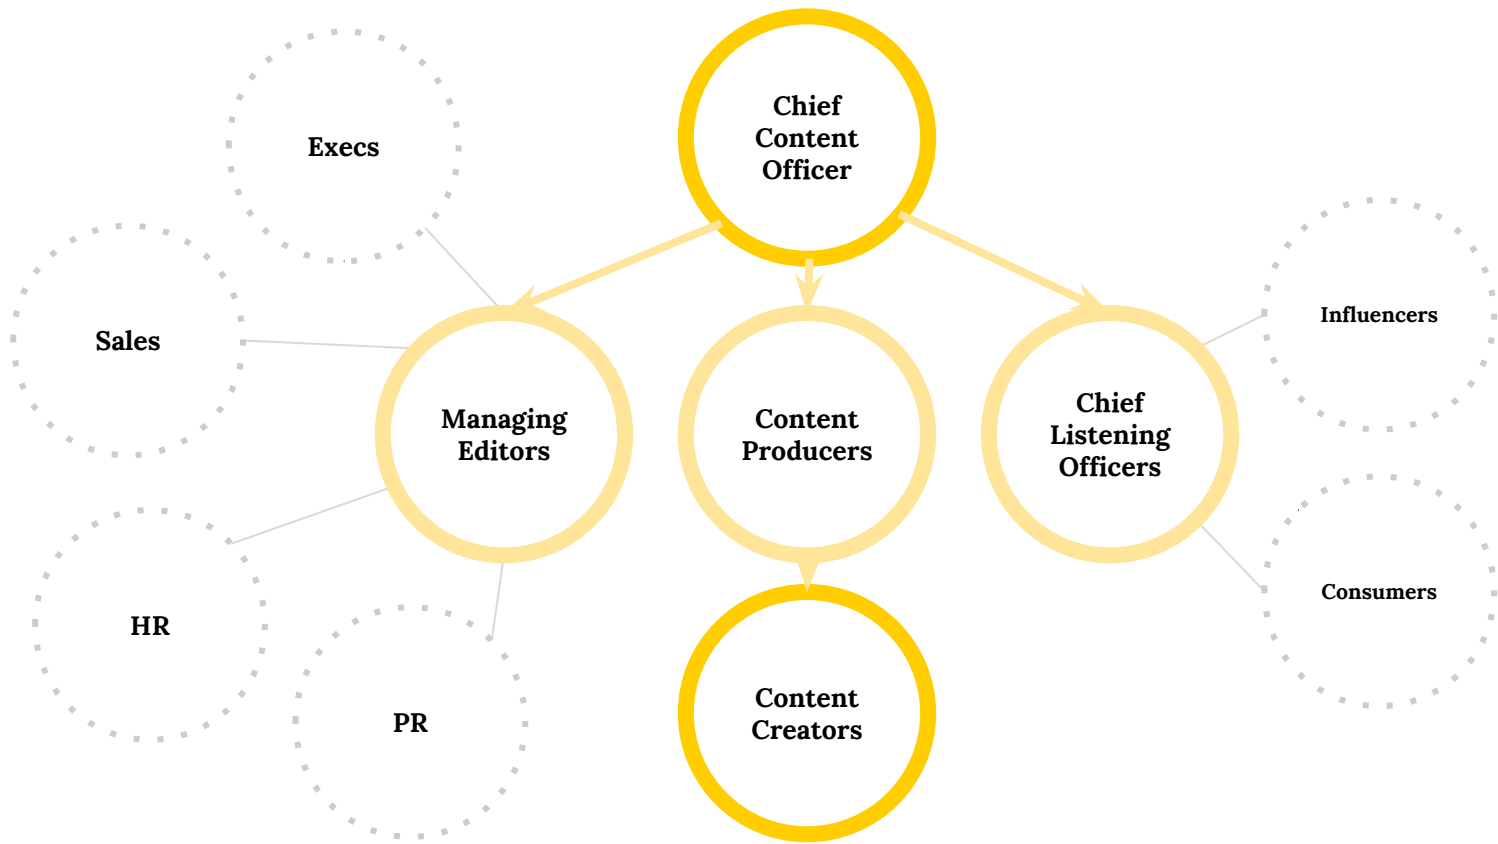 Chief
Content
Officer
Execs
Influencers
Sales
Managing
Editors
Content
Producers
Chief
Listening
Officers
Consumers
HR
PR
Content
Creators